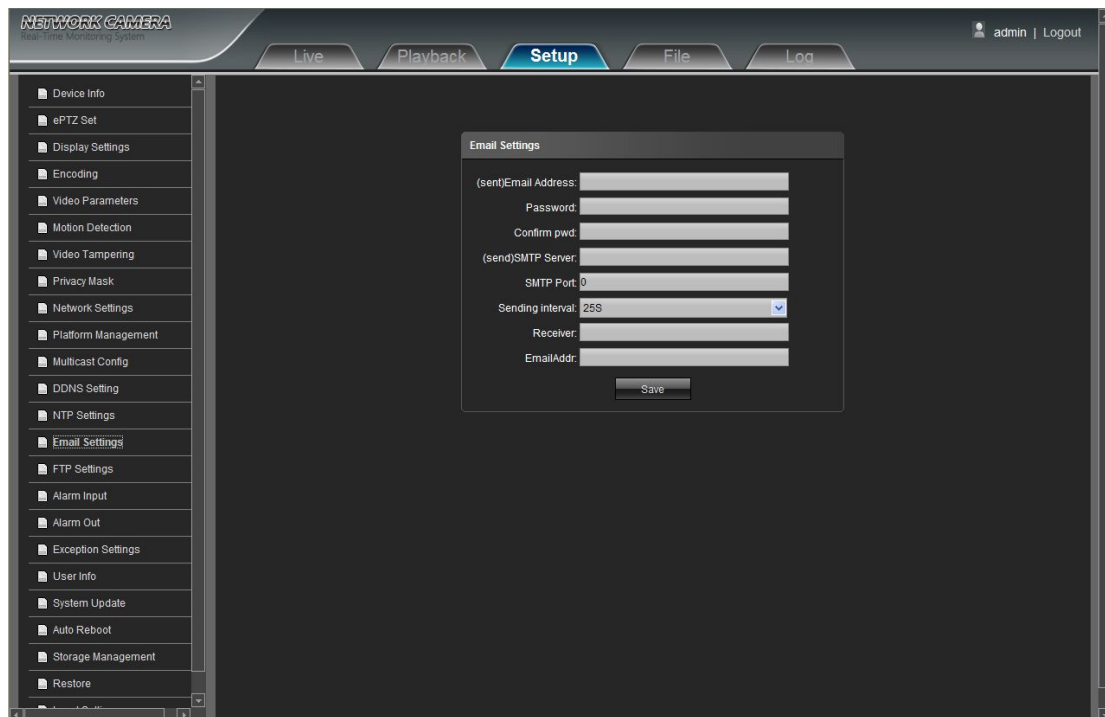 NETWORK CAMERA
Real-Time Monitoring System
admin | Logout
Live
Playback
Setup
File
Log
Device Info
ePTZ Set
Display Settings
Encoding
Video Parameters
Motion Detection
Video Tampering
Privacy Mask
Network Settings
Platform Management
Multicast Config
DDNS Setting
NTP Settings
Email Settings
FTP Settings
Alarm Input
Alarm Out
Exception Settings
User Info
System Update
Auto Reboot
Storage Management
Restore
Email Settings
(sent)Email Address:
Password:
Confirm pwd:
(send)SMTP Server:
SMTP Port: 0
Sending interval: 25S
Receiver:
EmailAddr:
Save